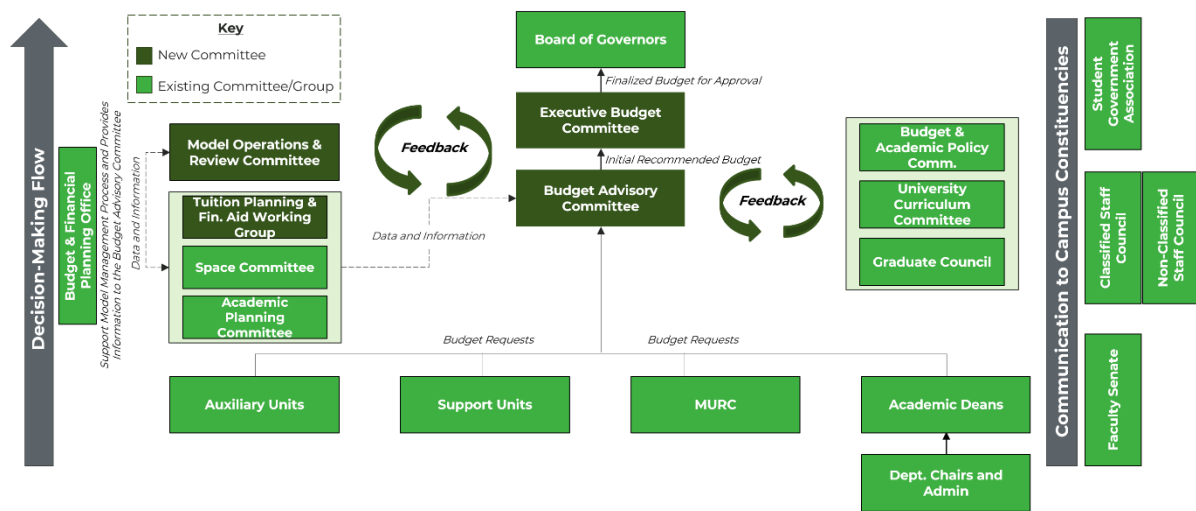 Key
New Committee
Existing Committee/Group
Decision-Making Flow
Budget & Financial
Planning Office
Support Model Management Process and Provides
Information to the Budget Advisory Committee
Data and Information
Model Operations &
Review Committee
Tuition Planning &
Fin. Aid Working
Group
Space Committee
Academic
Planning
Committee
Feedback
Data and Information
Board of Governors
Finalized Budget for Approval
Executive Budget
Committee
Initial Recommended Budget
Budget Advisory
Committee
Feedback
Budget &
Academic Policy
Comm.
University
Curriculum
Committee
Graduate Council
Budget Requests
Budget Requests
Auxiliary Units
Support Units
MURC
Academic Deans
Dept. Chairs and
Admin
Communication to Campus Constituencies
Student
Government
Association
Classified Staff
Council
Non-Classified
Staff Council
Faculty Senate